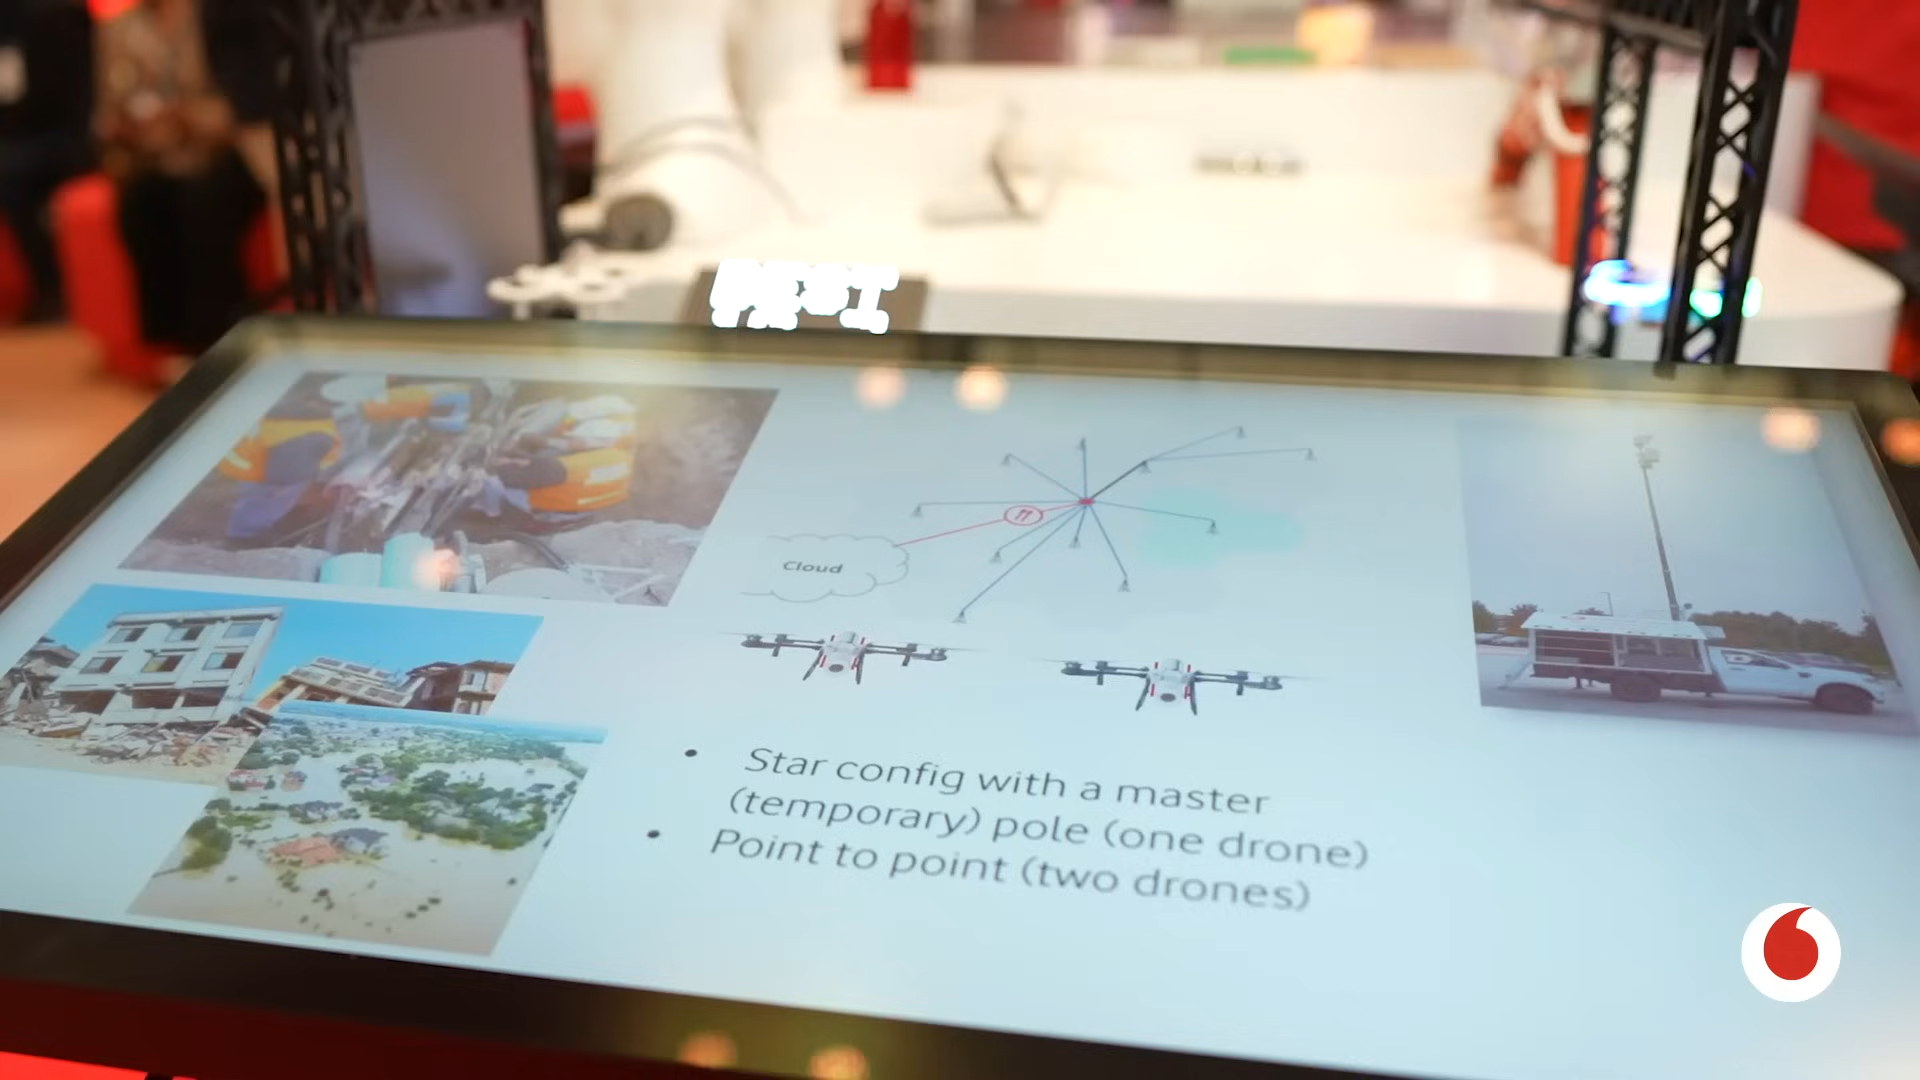 Cloud
• Star config with a master
(temporary) pole (one drone)
• Point to point (two drones)